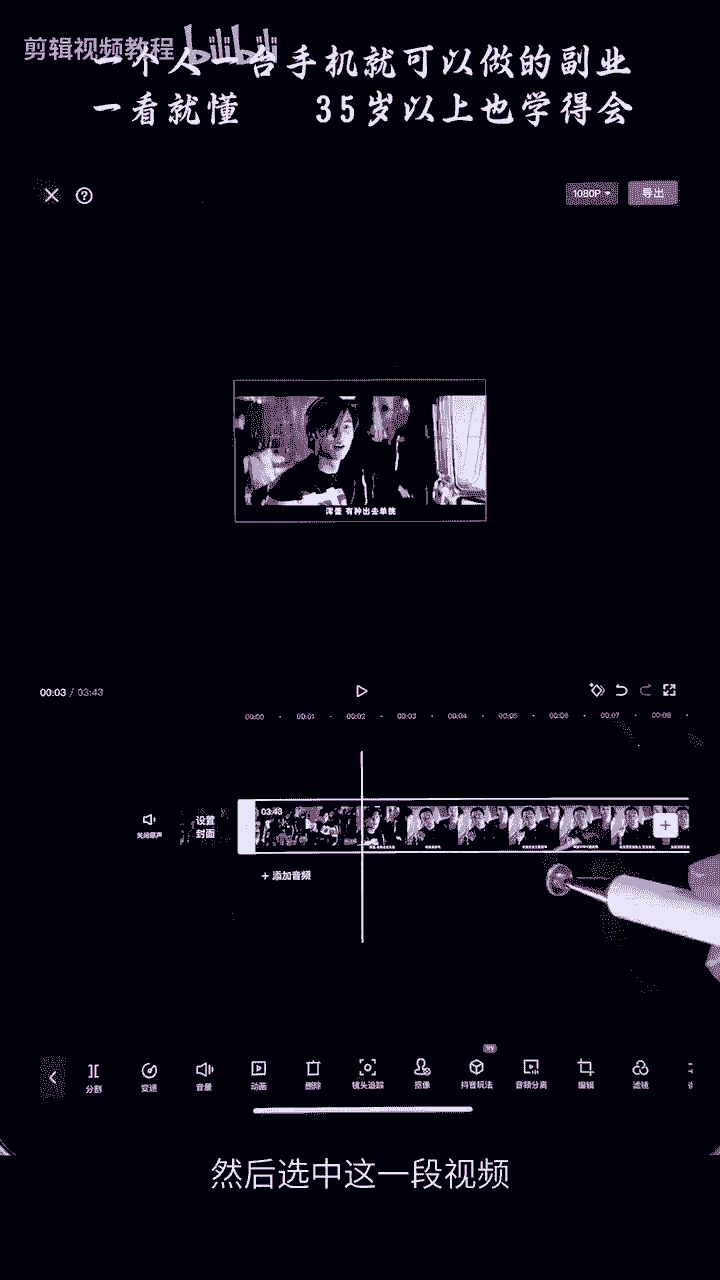 剪辑视频教程 bilibili
一个人一台手机就可以做的副业
一看就懂 35岁以上也学得会
1080P 导出
浑蛋 有种出去单挑
00:03 / 03:43
00:00 00:01 00:02 00:03 00:04 00:05 00:06 00:07 00:08
03:43
关闭原声 设置
封面
+ 添加音频
分割 变速 音量 动画 删除 镜头追踪 抠像 抖音玩法 音频分离 编辑 滤镜
然后选中这一段视频